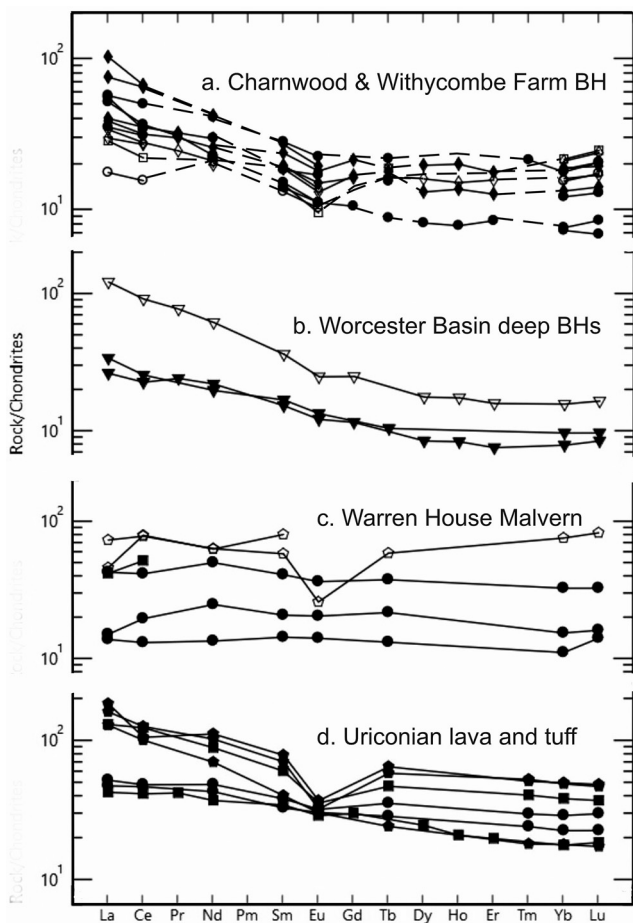 10²
a. Charnwood & Withycombe Farm BH
10¹
10²
b. Worcester Basin deep BHs
Rock/Chondrites
10¹
10²
c. Warren House Malvern
10¹
10²
d. Uriconian lava and tuff
Rock/Chondrites
10¹
La Ce Pr Nd Pm Sm Eu Gd Tb Dy Ho Er Tm Yb Lu